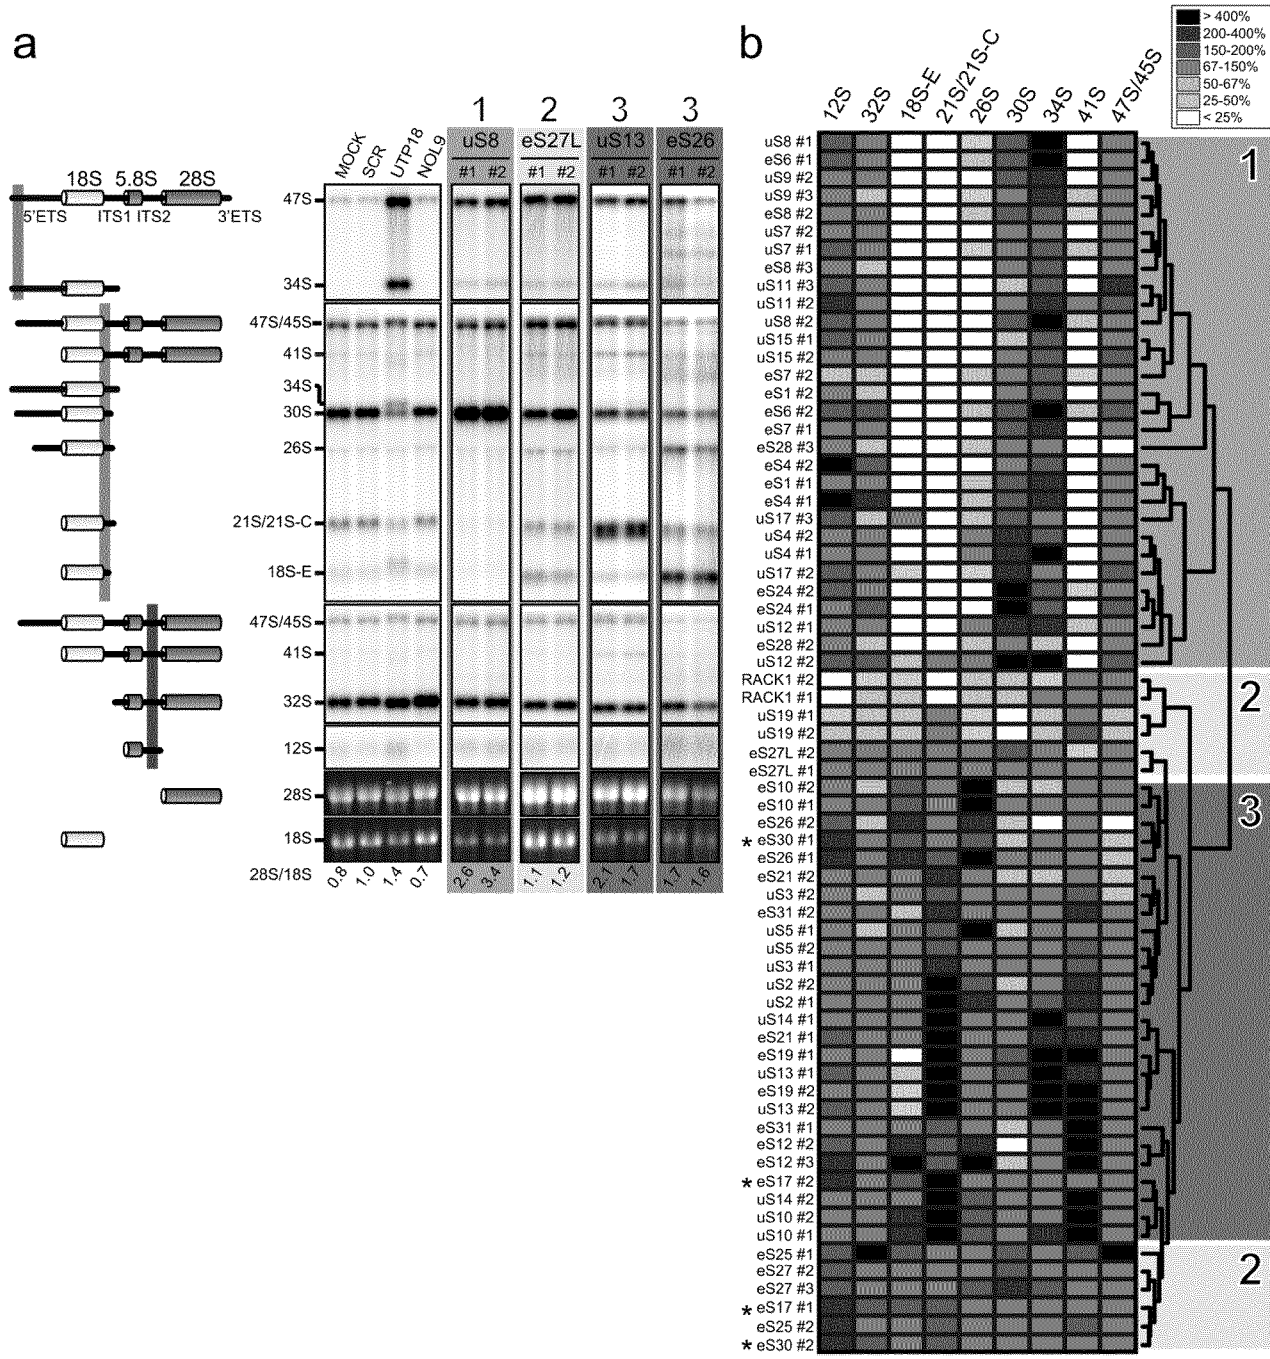 a
18S 5.8S 28S
5'ETS ITS1 ITS2 3'ETS
MOCK SCR UTP18 NOL9
1 2 3 3
uS8 eS27L uS13 eS26
#1 #2 #1 #2 #1 #2 #1 #2
47S
34S
47S/45S
41S
34S
30S
26S
21S/21S-C
18S-E
47S/45S
41S
32S
12S
28S
18S
28S/18S 0.8 1.0 1.4 0.7 2.6 3.4 1.1 1.2 2.1 1.7 1.7 1.6
b
> 400%
200-400%
150-200%
67-150%
50-67%
25-50%
< 25%
12S 32S 18S-E 21S/21S-C 26S 30S 34S 41S 47S/45S
uS8 #1
eS6 #1
uS9 #2
uS9 #3
eS8 #2
uS7 #2
uS7 #1
eS8 #3
uS11 #3
uS11 #2
uS8 #2
uS15 #1
uS15 #2
eS7 #2
eS1 #2
eS6 #2
eS7 #1
eS28 #3
eS4 #2
eS1 #1
eS4 #1
uS17 #3
uS4 #2
uS4 #1
uS17 #2
eS24 #2
eS24 #1
uS12 #1
eS28 #2
uS12 #2
RACK1 #2
RACK1 #1
uS19 #1
uS19 #2
eS27L #2
eS27L #1
eS10 #2
eS10 #1
eS26 #2
* eS30 #1
eS26 #1
eS21 #2
uS3 #2
eS31 #2
uS5 #1
uS5 #2
uS3 #1
uS2 #2
uS2 #1
uS14 #1
eS21 #1
eS19 #1
uS13 #1
eS19 #2
uS13 #2
eS31 #1
eS12 #2
eS12 #3
* eS17 #2
uS14 #2
uS10 #2
uS10 #1
eS25 #1
eS27 #2
eS27 #3
* eS17 #1
eS25 #2
* eS30 #2
1
2
3
2